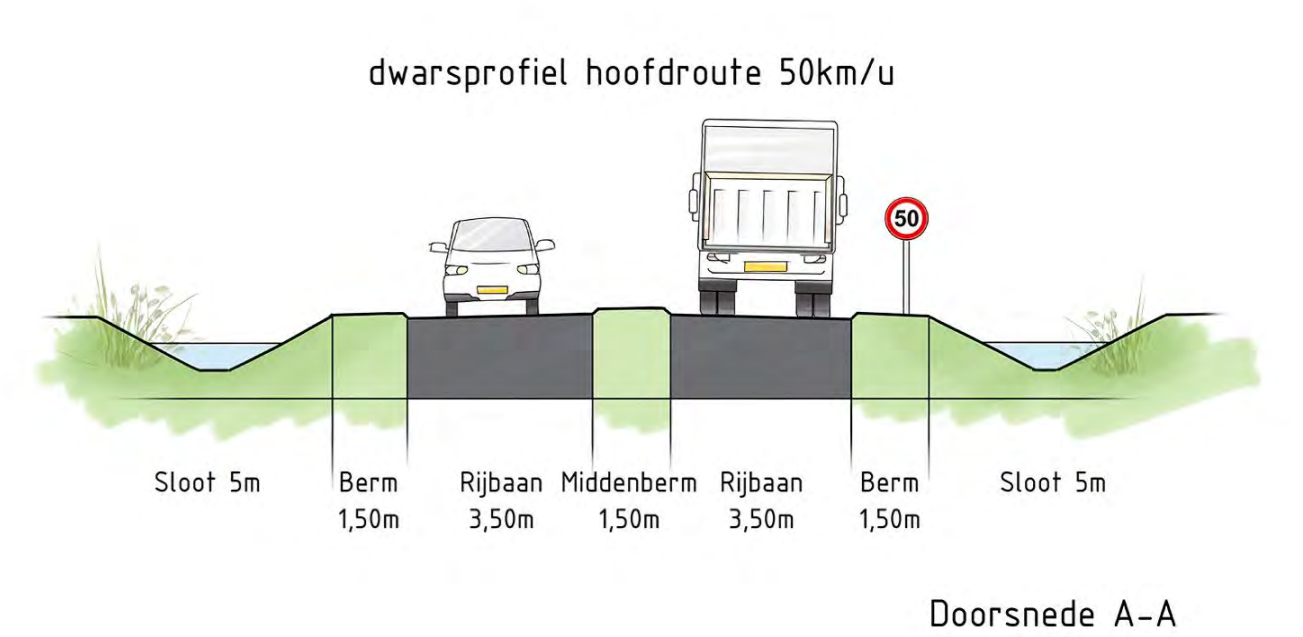 dwarsprofiel hoofdroute 50km/u
50
Sloot 5m
Berm
1,50m
Rijbaan
3,50m
Middenberm
1,50m
Rijbaan
3,50m
Berm
1,50m
Sloot 5m
Doorsnede A-A